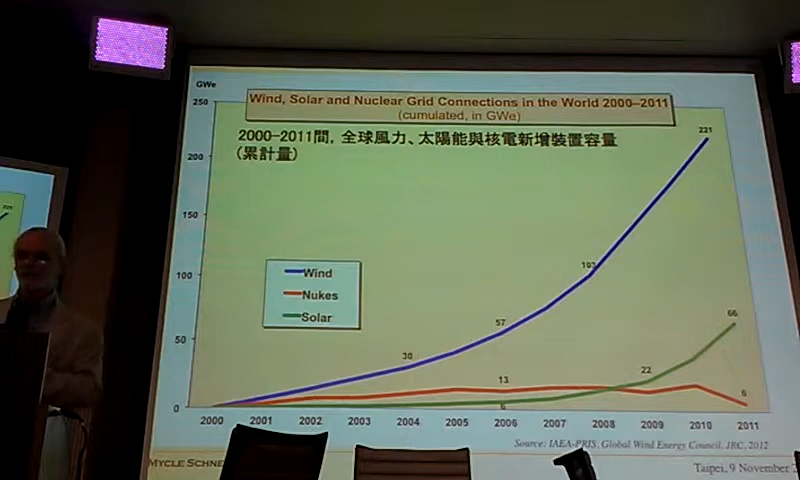 GWe
Wind, Solar and Nuclear Grid Connections in the World 2000–2011
(cumulated, in GWe)
2000-2011間, 全球風力、太陽能與核電新增裝置容量
(累計量)
250
200
150
100
50
0
221
103
57
30
13
6
22
66
6
Wind
Nukes
Solar
2000 2001 2002 2003 2004 2005 2006 2007 2008 2009 2010 2011
Source: IAEA-PRIS, Global Wind Energy Council, JRC, 2012
MYCLE
Taipei, 9 November